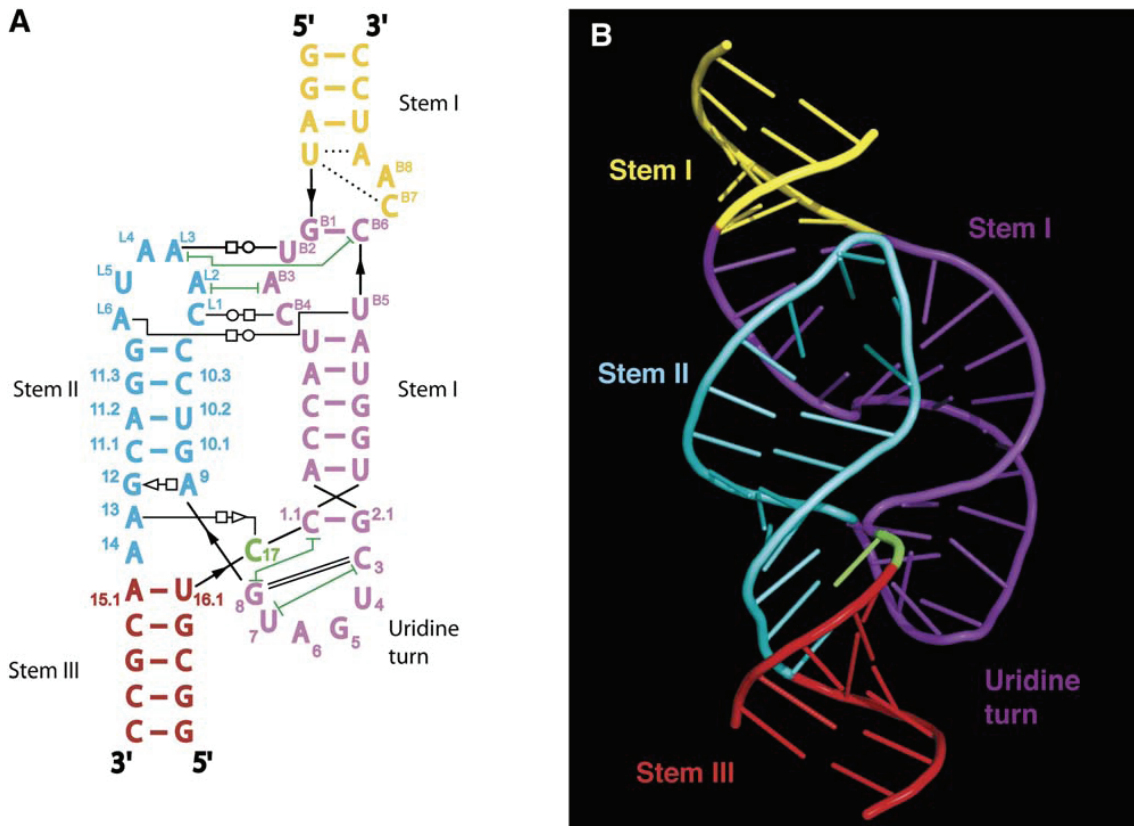 A
5' 3'
G C
G C
A U
Stem I
U A
A B8
C B7
G B1 C B6
L4 A A L3 U B2
L5 U A L2 A B3
L6 A C L1 C B4 U B5
G C U A
Stem II
11.3 G C 10.3 A U
Stem I
11.2 A U 10.2 C G
11.1 C G 10.1 C G
12 G A 9 A U
13 A 1.1 C G 2.1
14 A C 17 C 3
15.1 A U 16.1 G 8 U 4
C G U 7 A 6 G 5
Uridine
turn
Stem III
G C
C G
C G
3' 5'
B
Stem I
Stem I
Stem II
Uridine
turn
Stem III